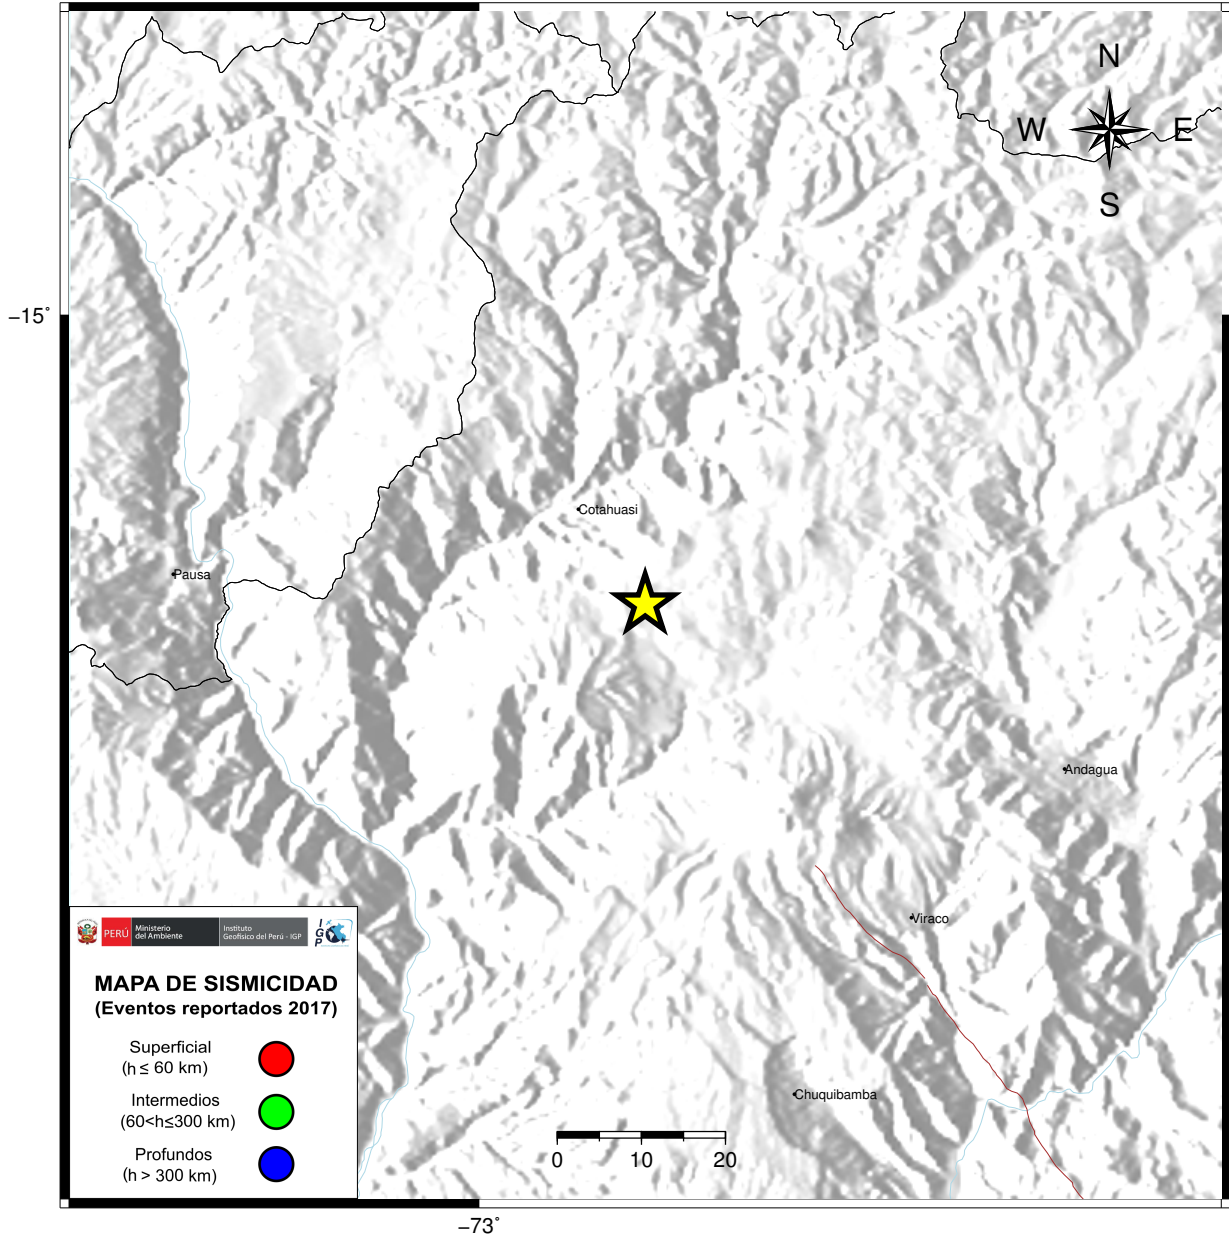 N
W E
S
−15°
Cotahuasi
Pausa
Andagua
Viraco
Chuquibamba
PERÚ
Ministerio
del Ambiente
Instituto
Geofísico del Perú - IGP
IGP
MAPA DE SISMICIDAD
(Eventos reportados 2017)
Superficial
(h ≤ 60 km)
Intermedios
(60<h≤300 km)
Profundos
(h > 300 km)
0 10 20
−73°